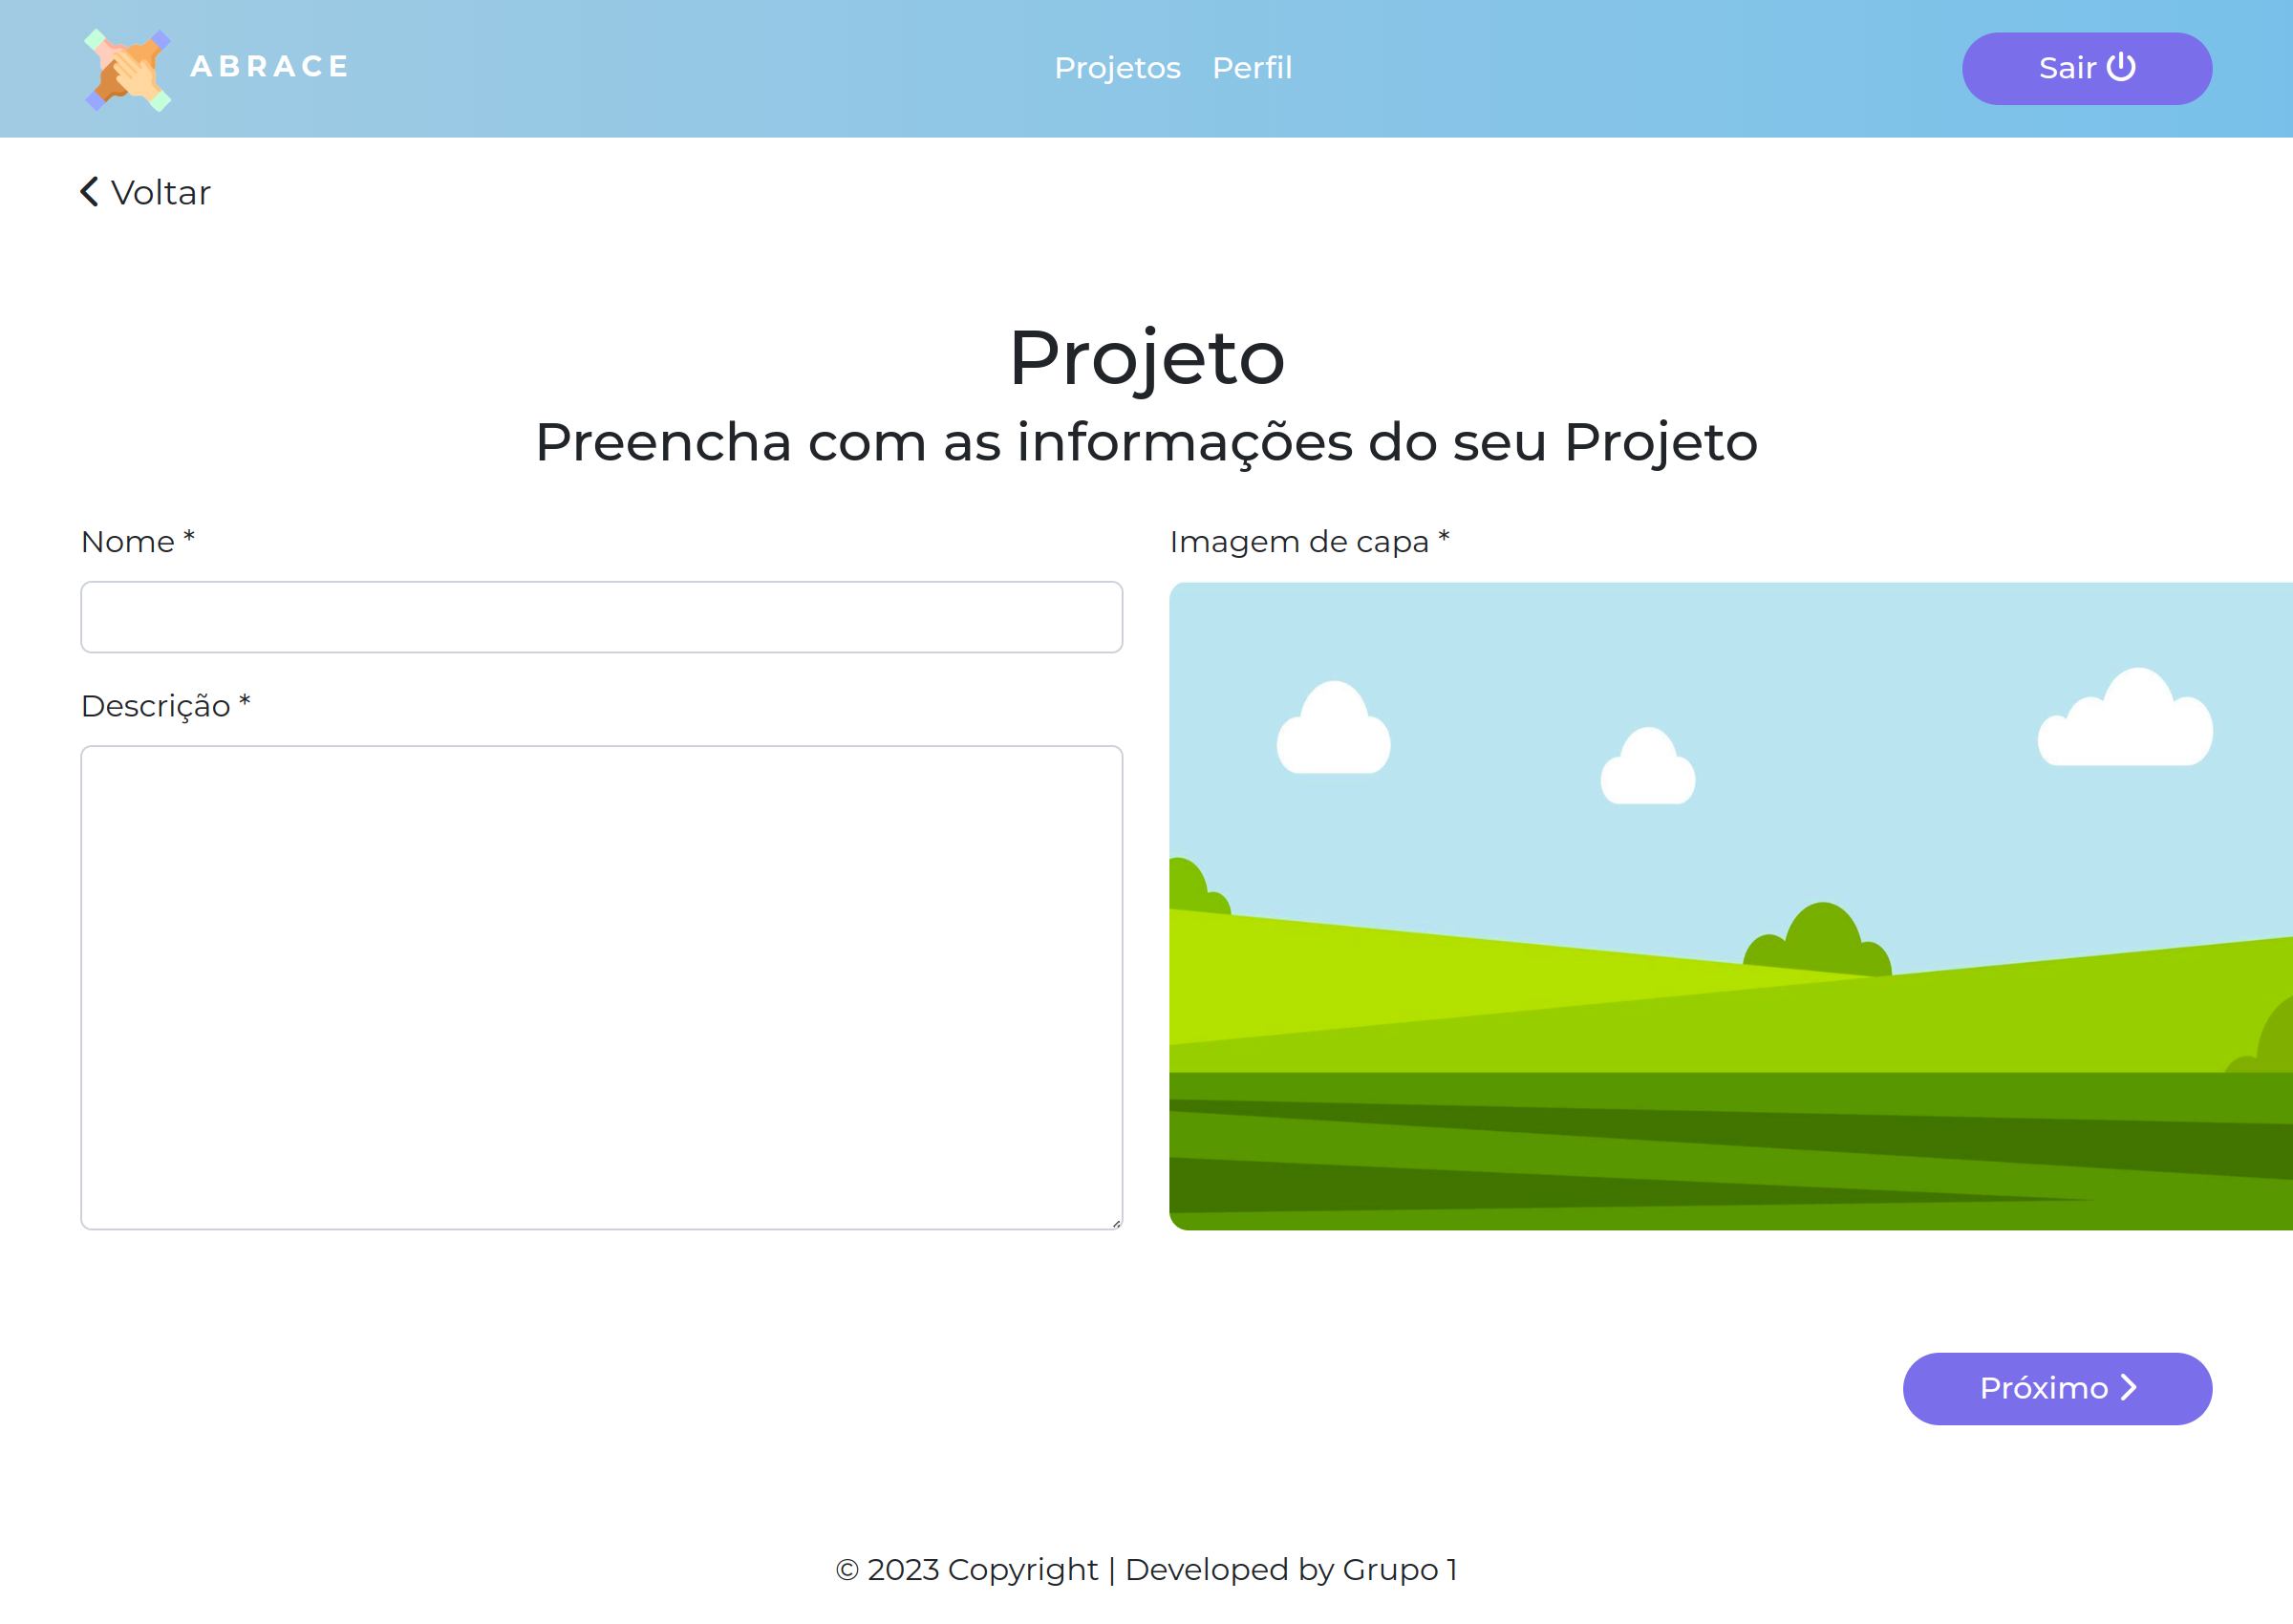 ABRACE
Projetos Perfil
Sair
Voltar
Projeto
Preencha com as informações do seu Projeto
Nome *
Imagem de capa *
Descrição *
Próximo
© 2023 Copyright | Developed by Grupo 1